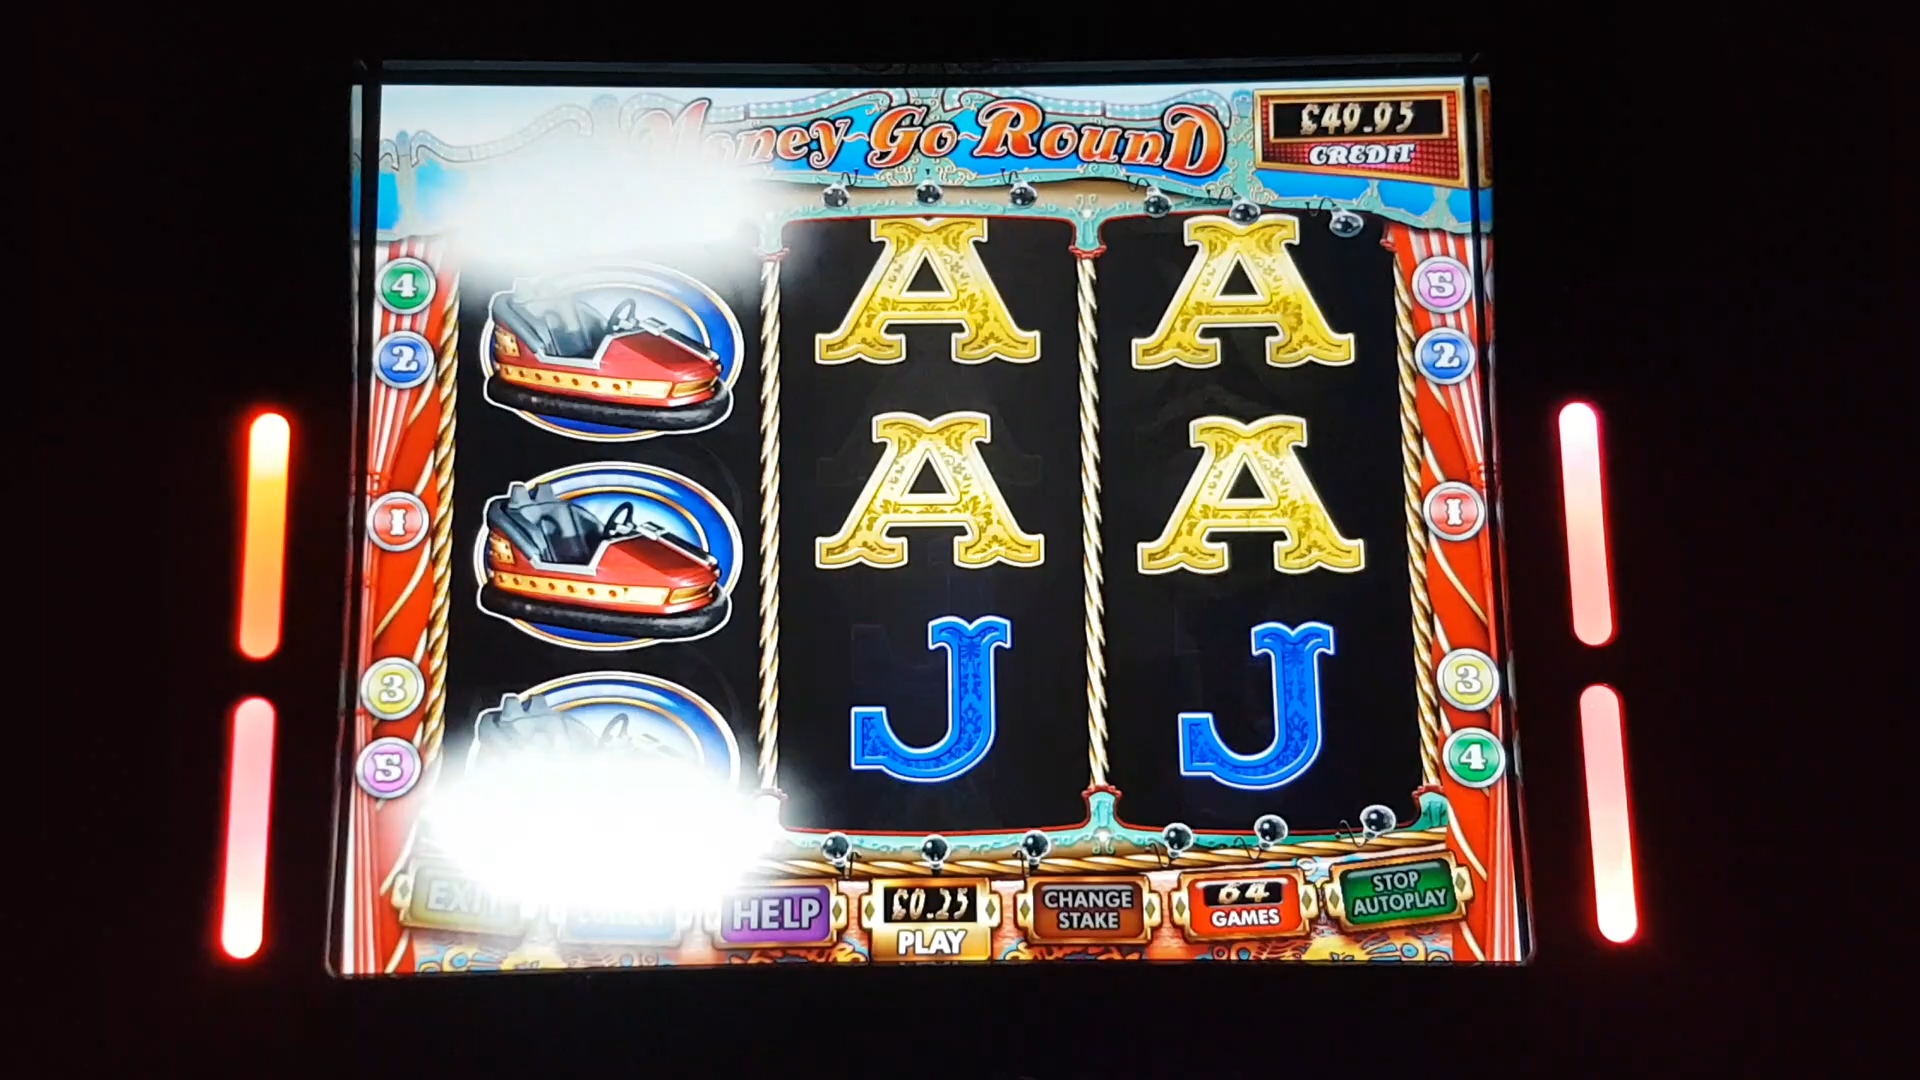 Money-Go-Round
£49.95
CREDIT
4
2
1
3
5
A A
A A
J J
5
2
1
3
4
EXIT
HELP
£0.25
PLAY
CHANGE
STAKE
64
GAMES
STOP
AUTOPLAY